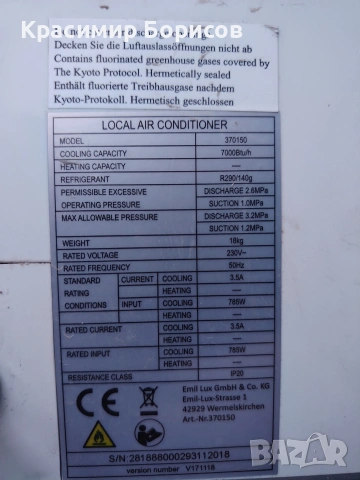 Красимир Борисов
Decken Sie die Luftauslassöffnungen nicht ab
Contains fluorinated greenhouse gases covered by
The Kyoto Protocol. Hermetically sealed
Enthält fluorierte Treibhausgase nachdem
Kyoto-Protokoll. Hermetisch geschlossen
LOCAL AIR CONDITIONER
MODEL 370150
COOLING CAPACITY 7000Btu/h
HEATING CAPACITY ----
REFRIGERANT R290/140g
PERMISSIBLE EXCESSIVE DISCHARGE 2.6MPa
OPERATING PRESSURE SUCTION 1.0MPa
MAX ALLOWABLE PRESSURE DISCHARGE 3.2MPa
SUCTION 1.2MPa
WEIGHT 18kg
RATED VOLTAGE 230V~
RATED FREQUENCY 50Hz
STANDARD CURRENT COOLING 3.5A
RATING HEATING ----
CONDITIONS INPUT COOLING 785W
HEATING ----
RATED CURRENT COOLING 3.5A
HEATING ----
RATED INPUT COOLING 785W
HEATING ----
RESISTANCE CLASS IP20
CE
Emil Lux GmbH & Co. KG
Emil-Lux-Strasse 1
42929 Wermelskirchen
Art.-Nr.370150
S/N:281888000293112018
version number V171118
bazar